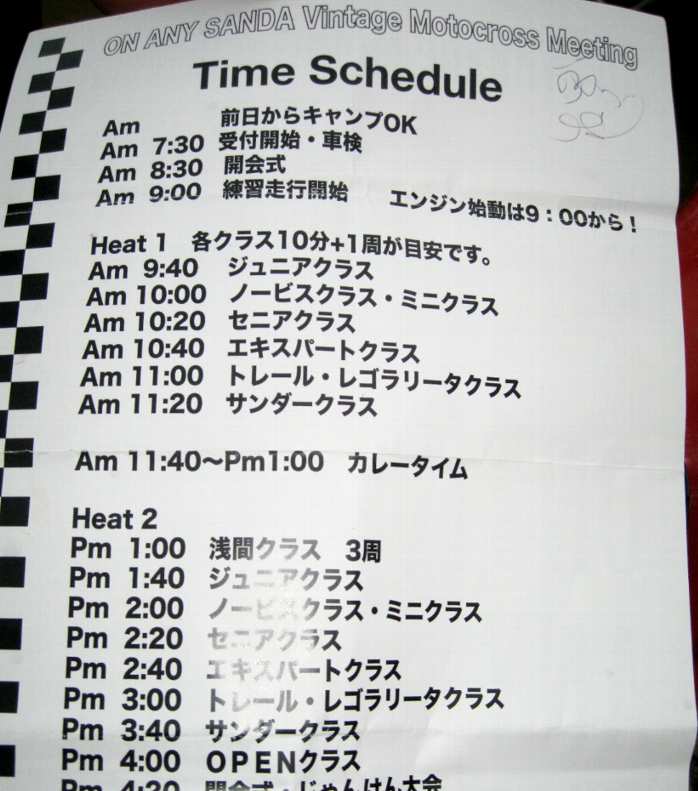 ON ANY SANDA Vintage Motocross Meeting
Time Schedule
Am 前日からキャンプOK
Am 7:30 受付開始・車検
Am 8:30 開会式
Am 9:00 練習走行開始 エンジン始動は9：00から！
Heat 1 各クラス10分+1周が目安です。
Am 9:40 ジュニアクラス
Am 10:00 ノービスクラス・ミニクラス
Am 10:20 セニアクラス
Am 10:40 エキスパートクラス
Am 11:00 トレール・レゴラリータクラス
Am 11:20 サンダークラス
Am 11:40～Pm1:00 カレータイム
Heat 2
Pm 1:00 浅間クラス 3周
Pm 1:40 ジュニアクラス
Pm 2:00 ノービスクラス・ミニクラス
Pm 2:20 セニアクラス
Pm 2:40 エキスパートクラス
Pm 3:00 トレール・レゴラリータクラス
Pm 3:40 サンダークラス
Pm 4:00 OPENクラス
Pm 4:20 閉会式・じゃんけん大会